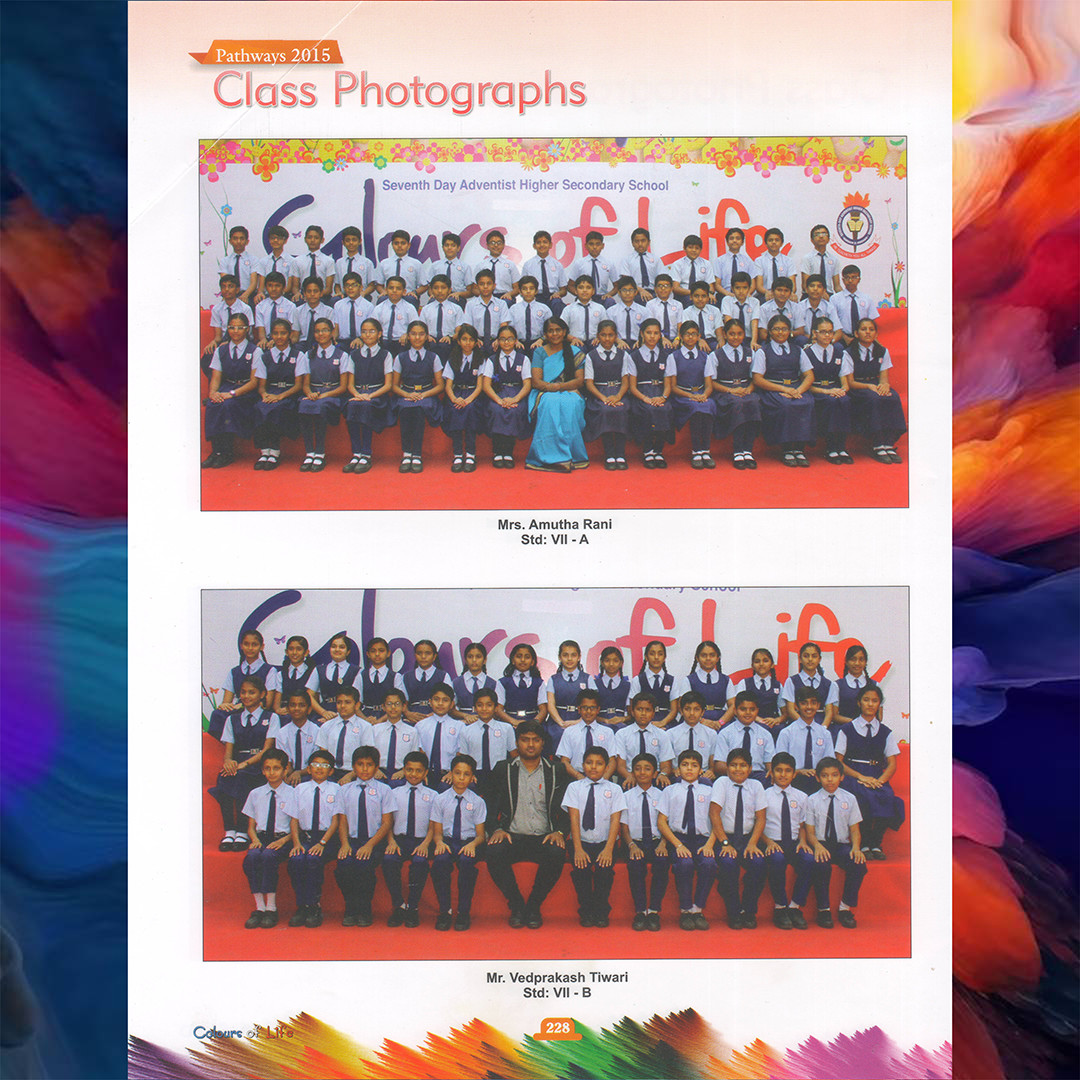 Pathways 2015
Class Photographs
Seventh Day Adventist Higher Secondary School
Colours of Life
Mrs. Amutha Rani
Std: VII - A
School
Colours of Life
Mr. Vedprakash Tiwari
Std: VII - B
Colours of Life
228